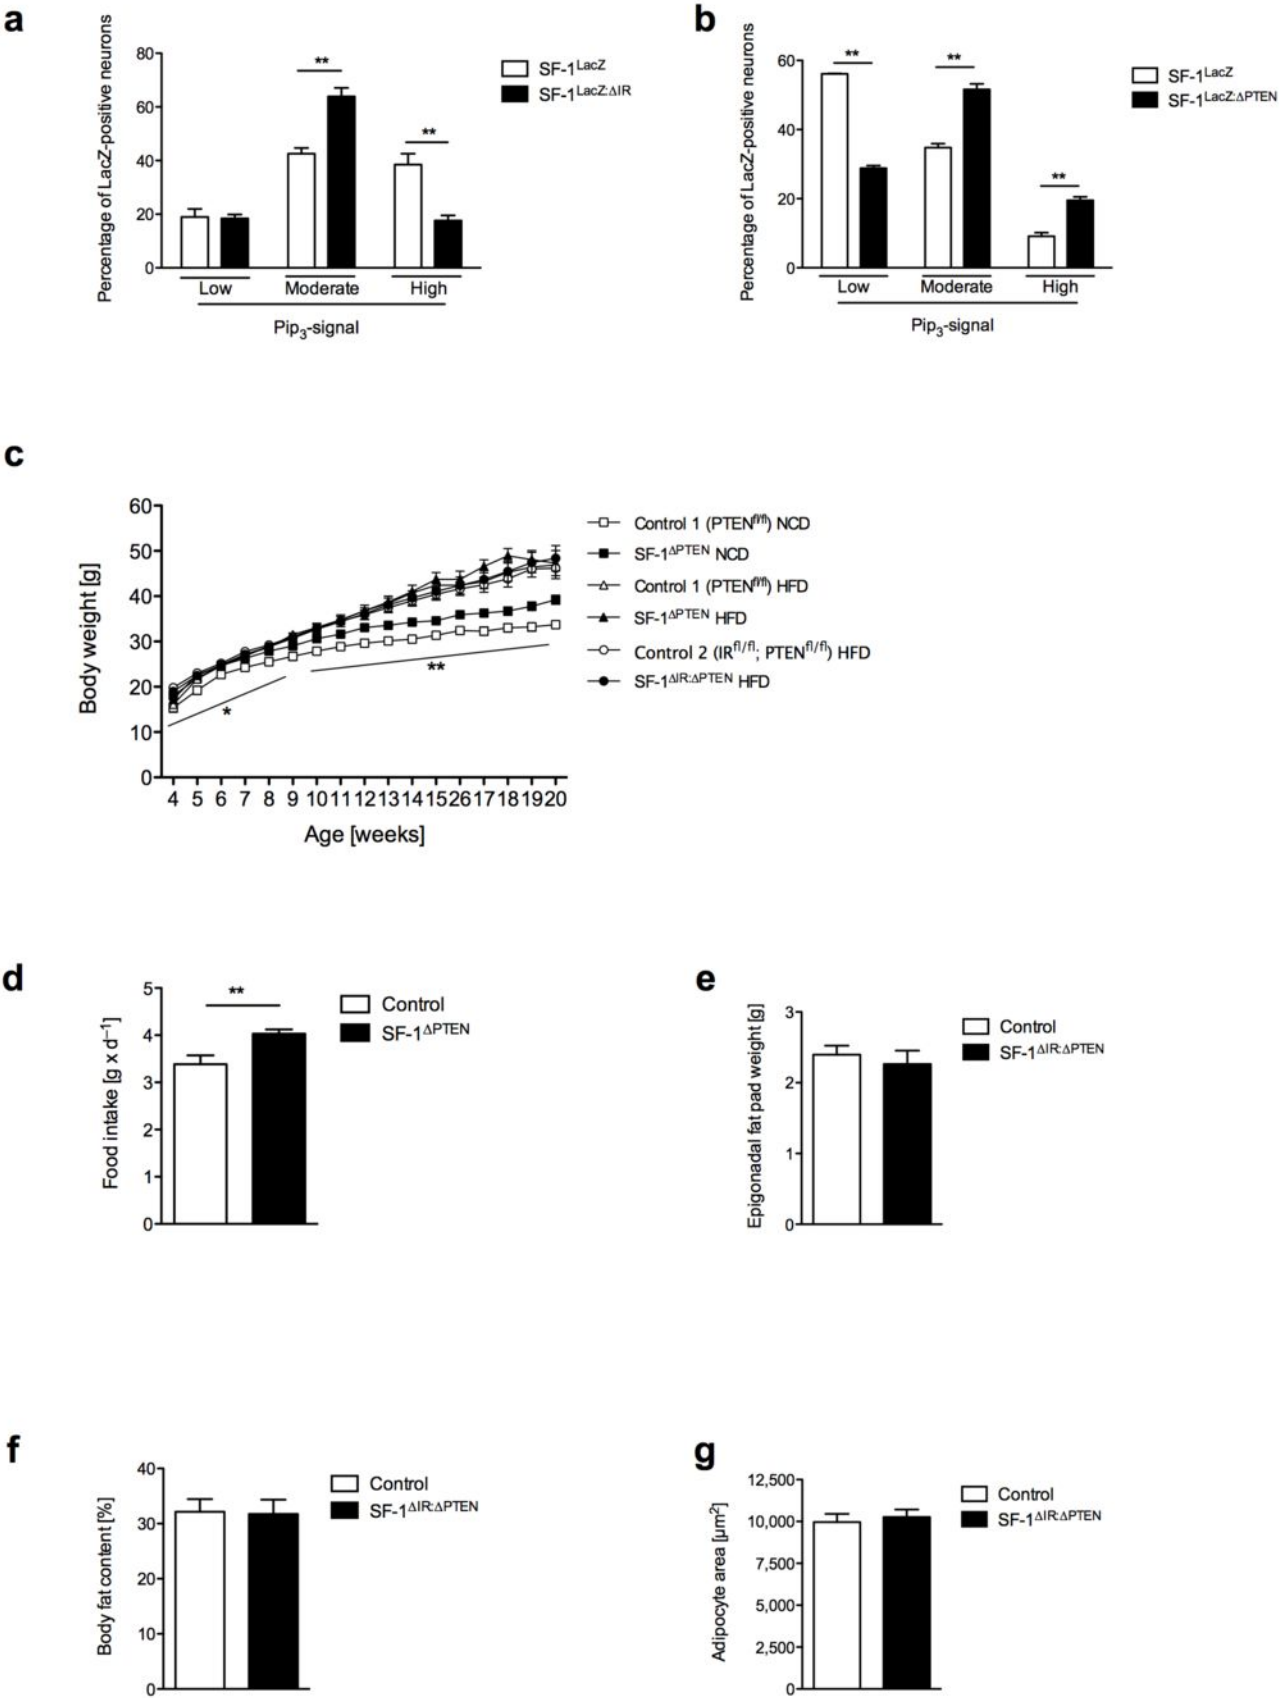 a
Percentage of LacZ-positive neurons
80
60
40
20
0
**
**
Low
Moderate
High
Pip3-signal
SF-1LacZ
SF-1LacZ:ΔIR
b
Percentage of LacZ-positive neurons
60
40
20
0
**
**
**
Low
Moderate
High
Pip3-signal
SF-1LacZ
SF-1LacZ:ΔPTEN
c
Body weight [g]
60
50
40
30
20
10
0
*
**
4 5 6 7 8 9 10 11 12 13 14 15 26 17 18 19 20
Age [weeks]
Control 1 (PTENfl/fl) NCD
SF-1ΔPTEN NCD
Control 1 (PTENfl/fl) HFD
SF-1ΔPTEN HFD
Control 2 (IRfl/fl; PTENfl/fl) HFD
SF-1ΔIR:ΔPTEN HFD
d
Food intake [g x d–1]
5
4
3
2
1
0
**
Control
SF-1ΔPTEN
e
Epigonadal fat pad weight [g]
3
2
1
0
Control
SF-1ΔIR:ΔPTEN
f
Body fat content [%]
40
30
20
10
0
Control
SF-1ΔIR:ΔPTEN
g
Adipocyte area [µm2]
12,500
10,000
7,500
5,000
2,500
0
Control
SF-1ΔIR:ΔPTEN